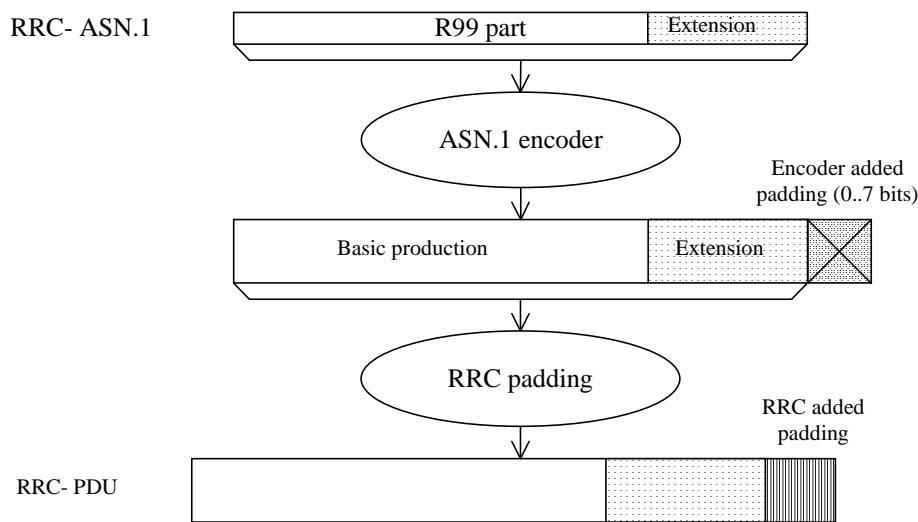 RRC- ASN.1
R99 part
Extension
ASN.1 encoder
Encoder added
padding (0..7 bits)
Basic production
Extension
RRC padding
RRC added
padding
RRC- PDU